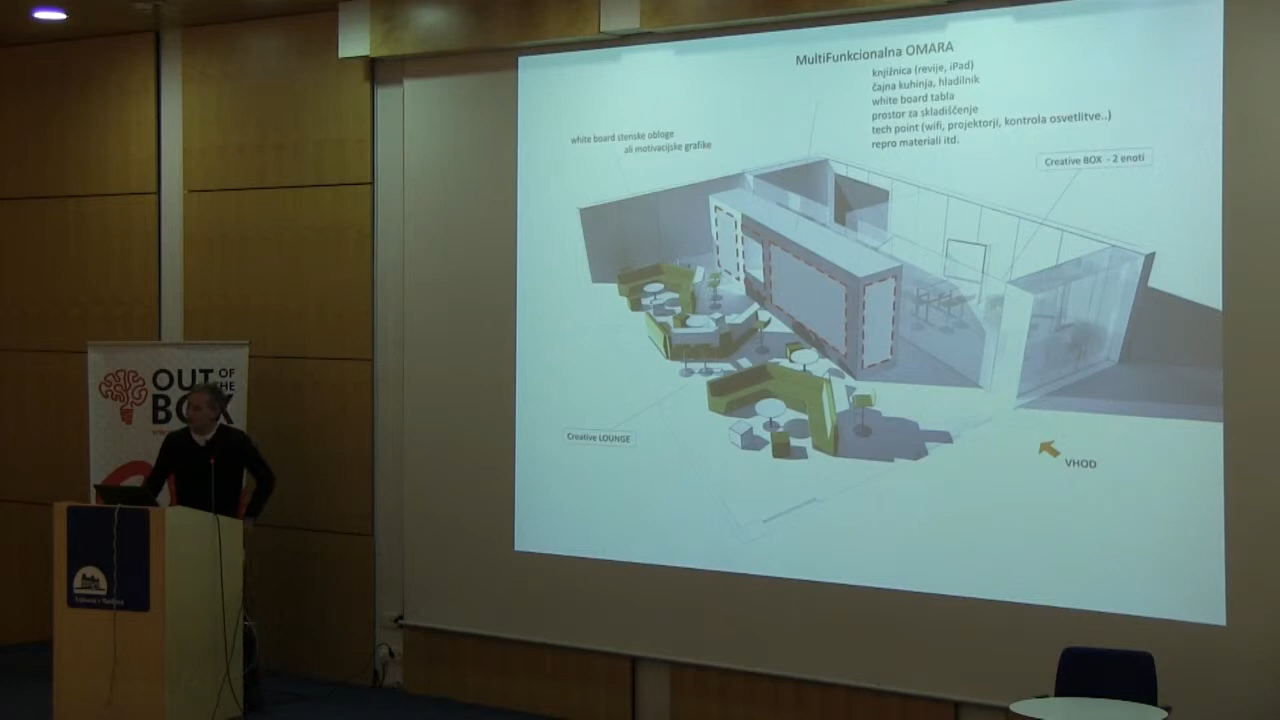 MultiFunkcionalna OMARA
knjižnica (revije, iPad)
čajna kuhinja, hladilnik
white board tabla
prostor za skladiščenje
tech point (wifi, projektorji, kontrola osvetlitve..)
repro materiali itd.
white board stenske obloge
ali motivacijske grafike
Creative BOX - 2 enoti
Creative LOUNGE
VHOD
OUT OF
THE
BOX